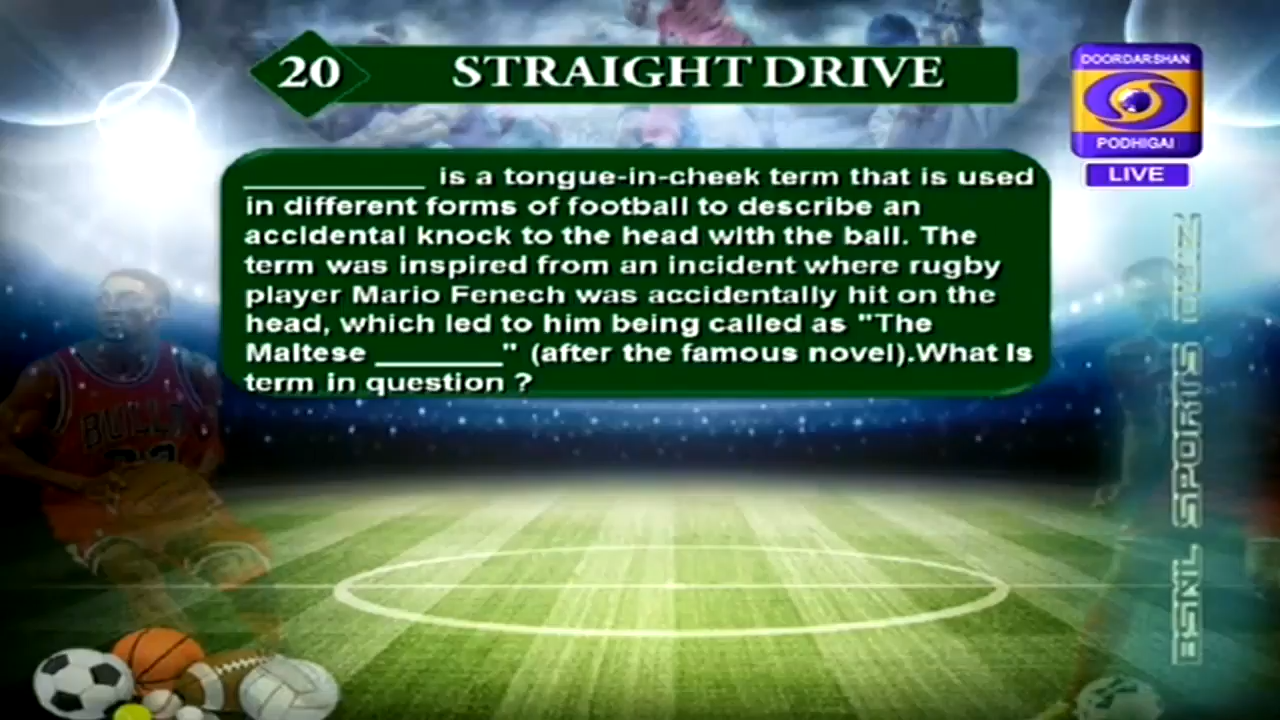 20 STRAIGHT DRIVE
DOORDARSHAN
PODHIGAI
LIVE
____________ is a tongue-in-cheek term that is used
in different forms of football to describe an
accidental knock to the head with the ball. The
term was inspired from an incident where rugby
player Mario Fenech was accidentally hit on the
head, which led to him being called as "The
Maltese ________" (after the famous novel).What is
term in question ?
BULLS
BSNL SPORTS QUIZ